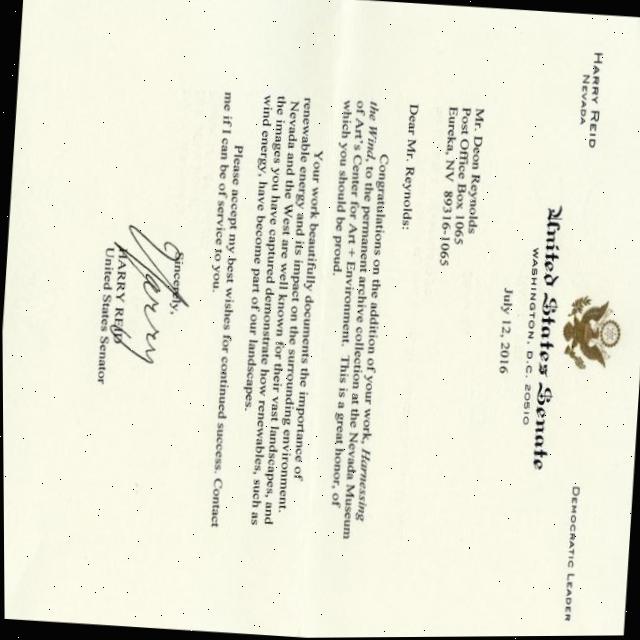 HARRY REID
NEVADA
DEMOCRATIC LEADER
United States Senate
WASHINGTON, D.C. 20510
July 12, 2016
Mr. Deon Reynolds
Post Office Box 1065
Eureka, NV 89316-1065
Dear Mr. Reynolds:
Congratulations on the addition of your work, Harnessing
the Wind, to the permanent archive collection at the Nevada Museum
of Art's Center for Art + Environment. This is a great honor, of
which you should be proud.
Your work beautifully documents the importance of
renewable energy and its impact on the surrounding environment.
Nevada and the West are well known for their vast landscapes, and
the images you have captured demonstrate how renewables, such as
wind energy, have become part of our landscapes.
Please accept my best wishes for continued success. Contact
me if I can be of service to you.
Sincerely,
Harry
HARRY REID
United States Senator